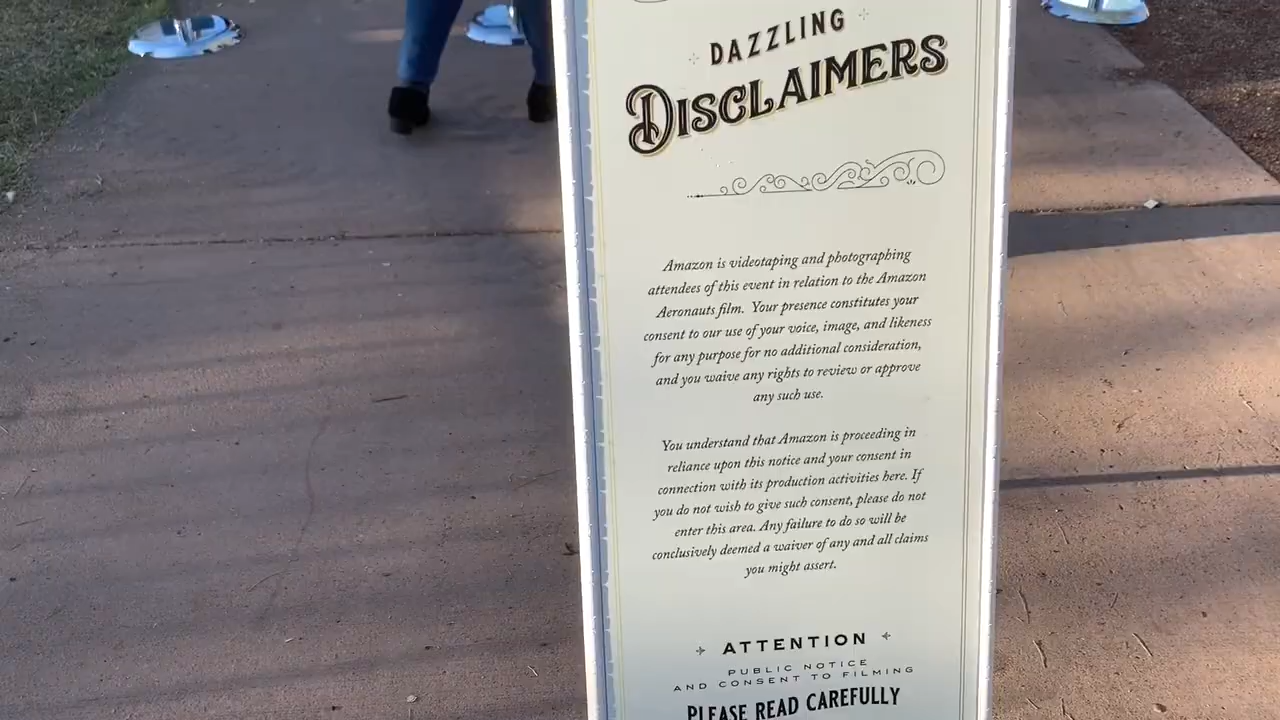 DAZZLING
DISCLAIMERS
Amazon is videotaping and photographing
attendees of this event in relation to the Amazon
Aeronauts film. Your presence constitutes your
consent to our use of your voice, image, and likeness
for any purpose for no additional consideration,
and you waive any rights to review or approve
any such use.
You understand that Amazon is proceeding in
reliance upon this notice and your consent in
connection with its production activities here. If
you do not wish to give such consent, please do not
enter this area. Any failure to do so will be
conclusively deemed a waiver of any and all claims
you might assert.
ATTENTION
PUBLIC NOTICE
AND CONSENT TO FILMING
PLEASE READ CAREFULLY